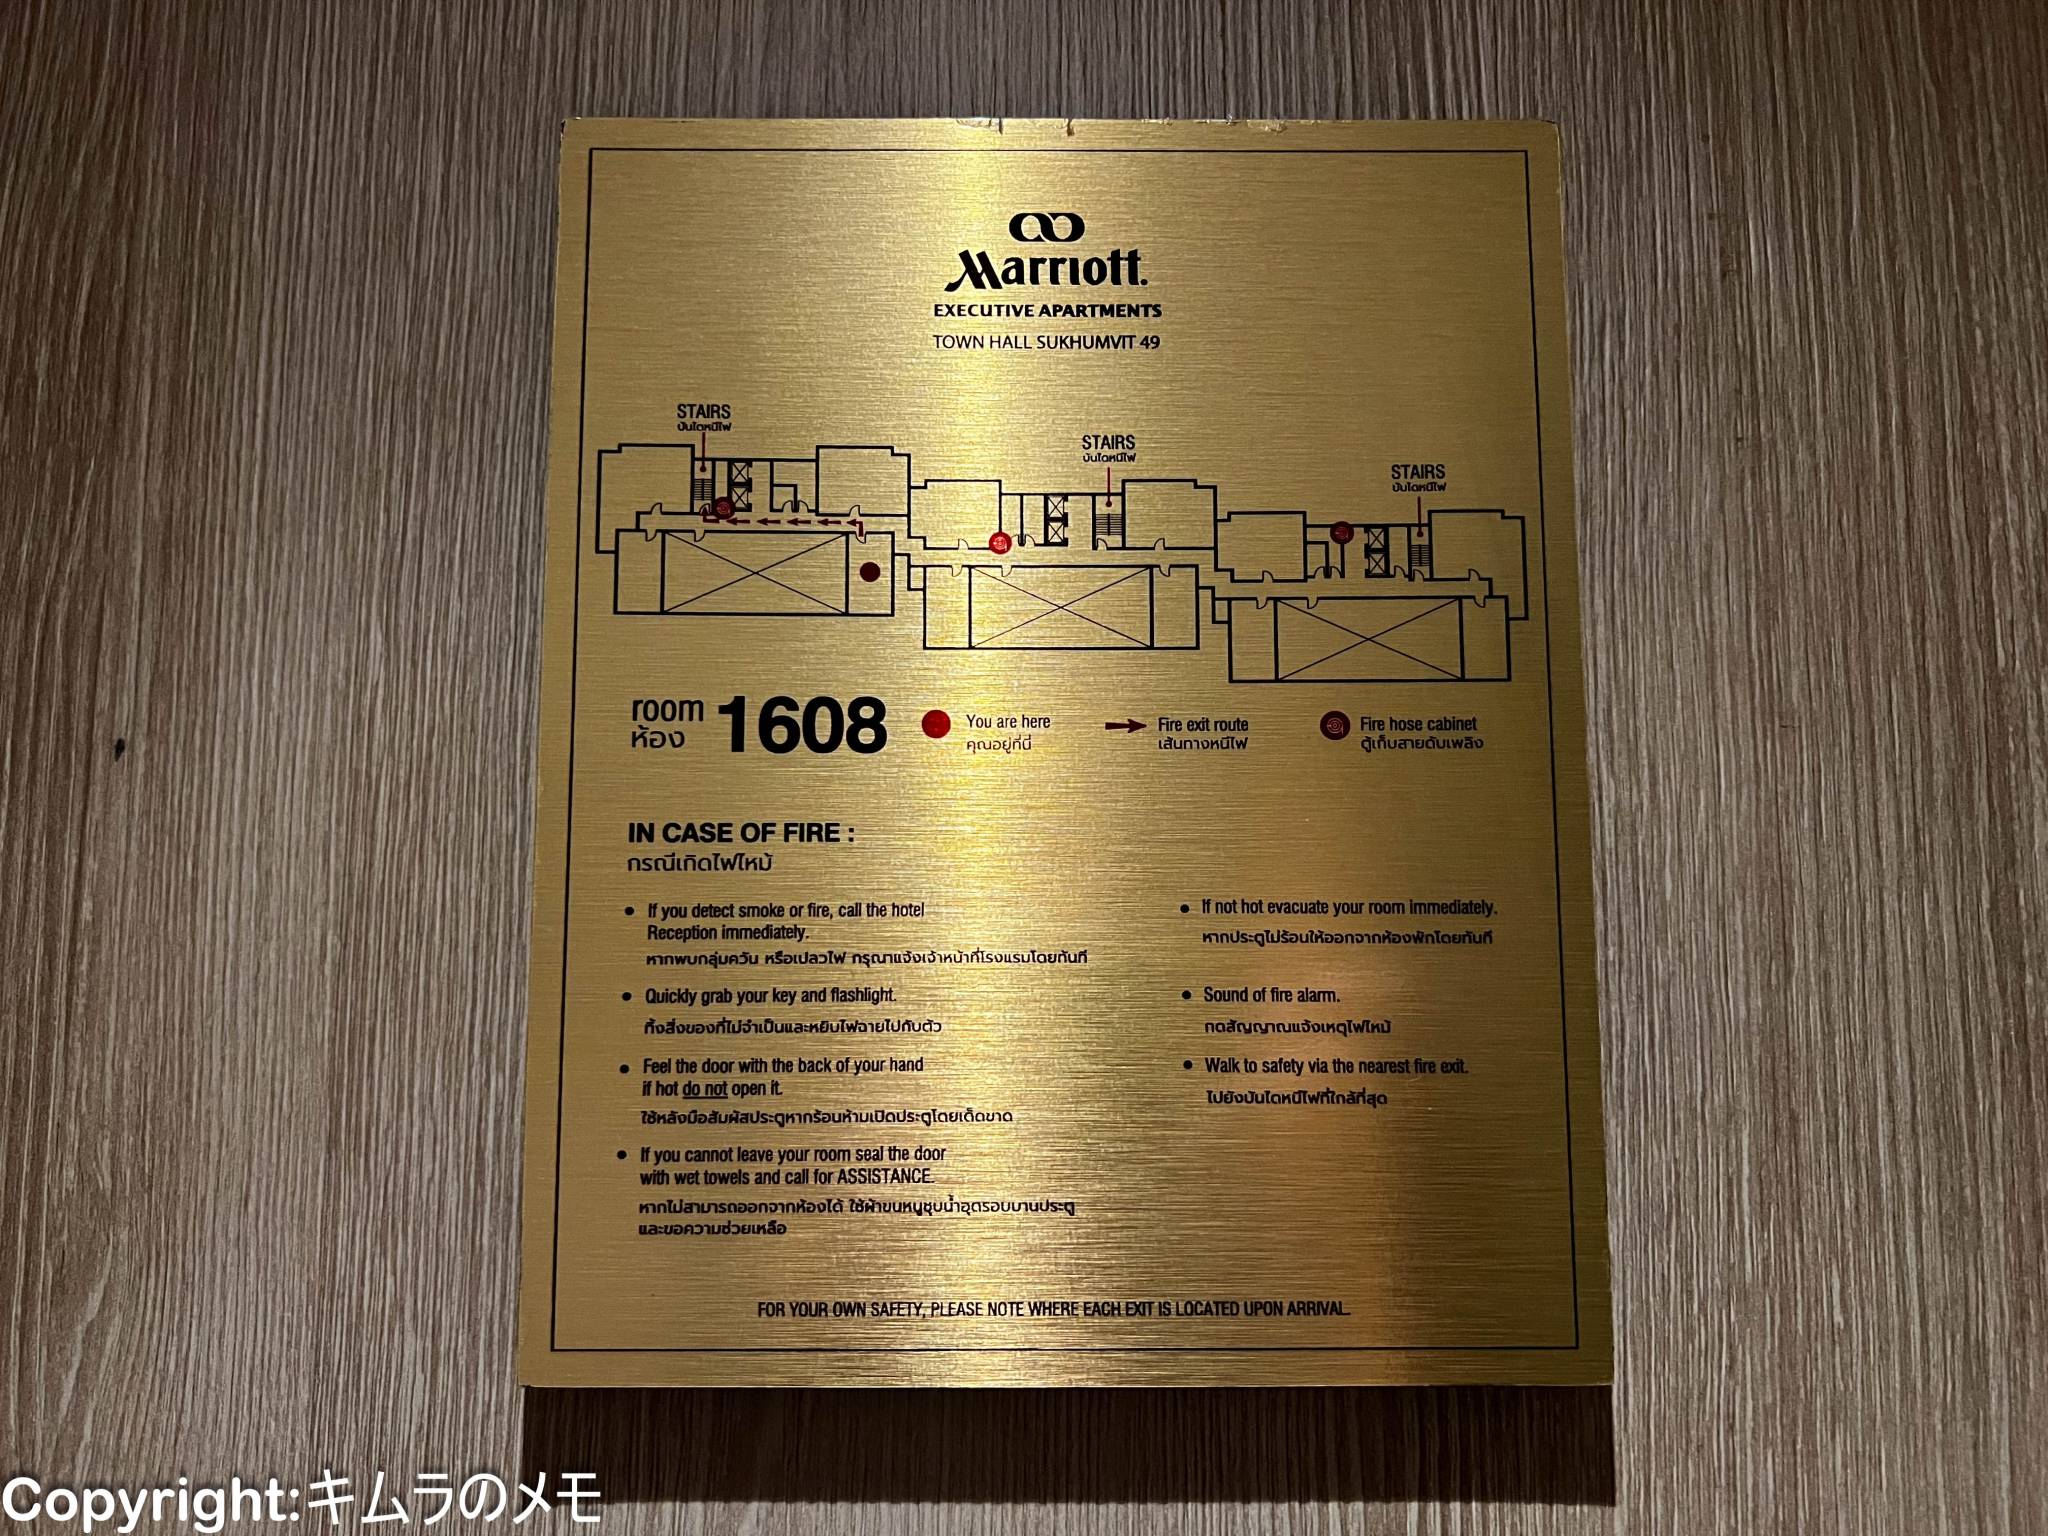 Marriott.
EXECUTIVE APARTMENTS
TOWN HALL SUKHUMVIT 49
STAIRS
บันไดหนีไฟ
STAIRS
บันไดหนีไฟ
STAIRS
บันไดหนีไฟ
room
ห้อง
1608
You are here
คุณอยู่ที่นี่
Fire exit route
เส้นทางหนีไฟ
Fire hose cabinet
ตู้เก็บสายดับเพลิง
IN CASE OF FIRE :
กรณีเกิดไฟไหม้
If you detect smoke or fire, call the hotel
Reception immediately.
หากพบกลุ่มควัน หรือเปลวไฟ กรุณาแจ้งเจ้าหน้าที่โรงแรมโดยทันที
Quickly grab your key and flashlight.
ทิ้งสิ่งของที่ไม่จำเป็นและหยิบไฟฉายไปกับตัว
Feel the door with the back of your hand
if hot do not open it.
ใช้หลังมือสัมผัสประตูหากร้อนห้ามเปิดประตูโดยเด็ดขาด
If you cannot leave your room seal the door
with wet towels and call for ASSISTANCE.
หากไม่สามารถออกจากห้องได้ ใช้ผ้าขนหนูชุบน้ำอุดรอบบานประตู
และขอความช่วยเหลือ
If not hot evacuate your room immediately.
หากประตูไม่ร้อนให้ออกจากห้องพักโดยทันที
Sound of fire alarm.
กดสัญญาณแจ้งเหตุไฟไหม้
Walk to safety via the nearest fire exit.
ไปยังบันไดหนีไฟที่ใกล้ที่สุด
FOR YOUR OWN SAFETY, PLEASE NOTE WHERE EACH EXIT IS LOCATED UPON ARRIVAL.
Copyright:キムラのメモ